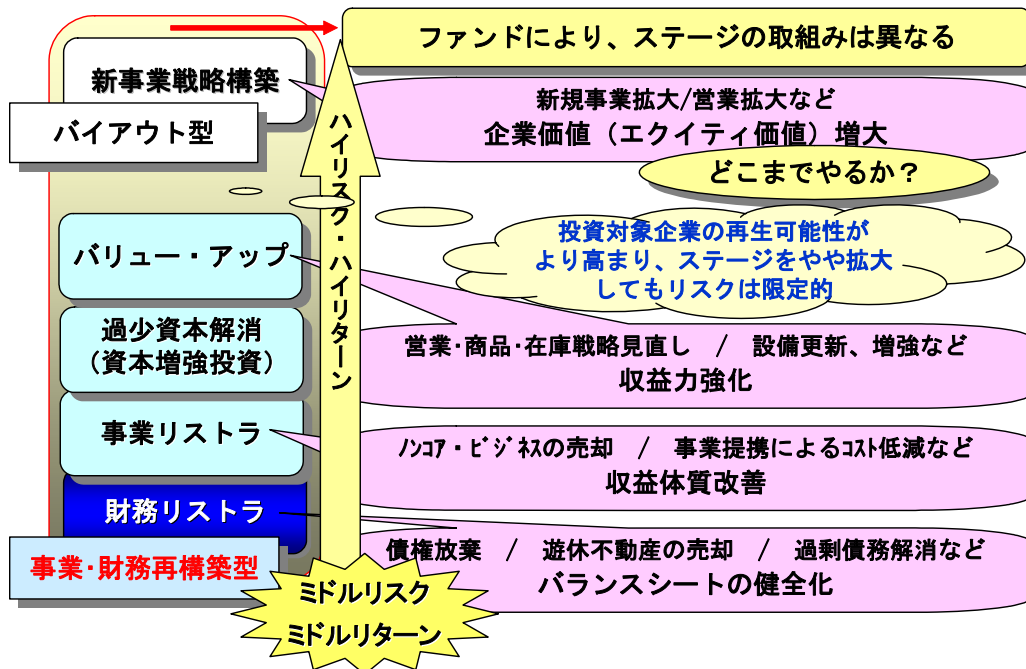 ファンドにより、ステージの取組みは異なる
新事業戦略構築
バイアウト型
新規事業拡大/営業拡大など
企業価値（エクイティ価値）増大
どこまでやるか？
ハイリスク・ハイリターン
バリュー・アップ
投資対象企業の再生可能性が
より高まり、ステージをやや拡大
してもリスクは限定的
過少資本解消
（資本増強投資）
営業・商品・在庫戦略見直し　/　設備更新、増強など
収益力強化
事業リストラ
ﾉﾝｺｱ・ﾋﾞｼﾞﾈｽの売却　/　事業提携によるｺｽﾄ低減など
収益体質改善
財務リストラ
債権放棄　/　遊休不動産の売却　/　過剰債務解消など
バランスシートの健全化
事業・財務再構築型
ミドルリスク
ミドルリターン